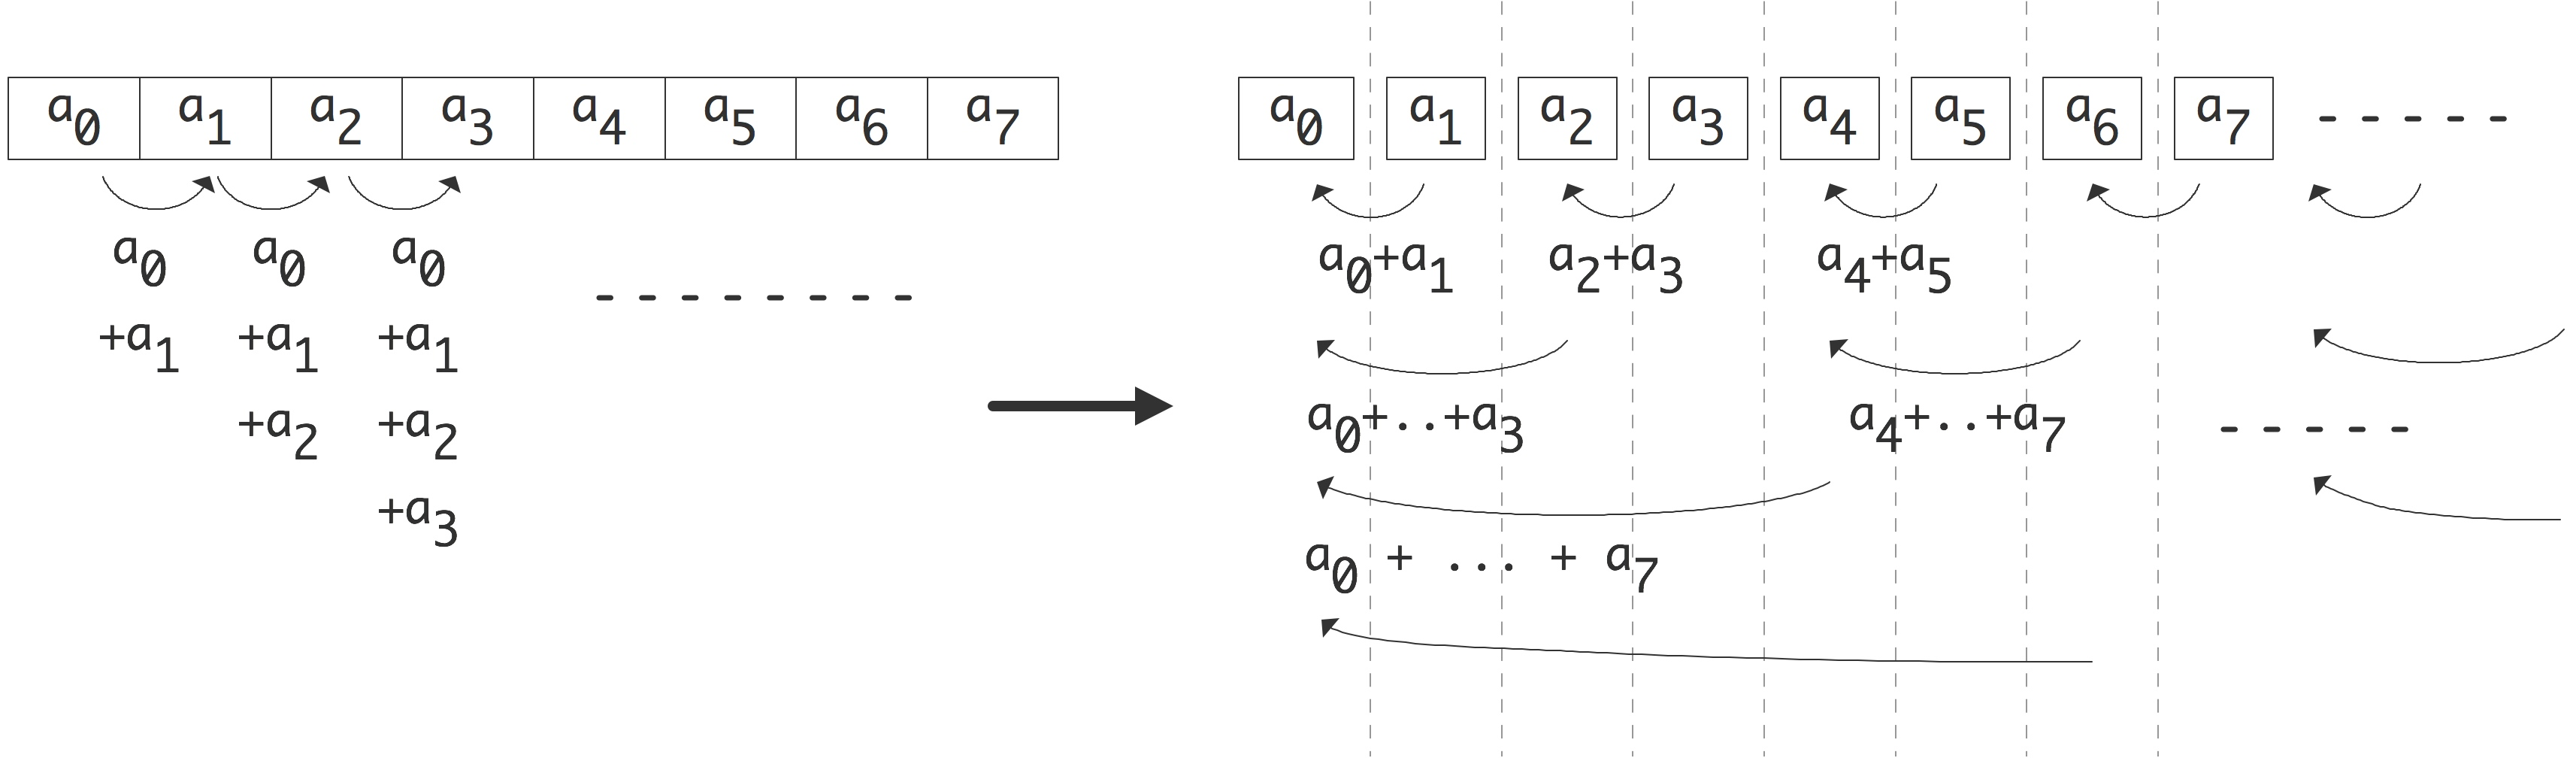 a0 a1 a2 a3 a4 a5 a6 a7
a0 a0 a0
+a1 +a1 +a1
+a2 +a2
+a3
a0 a1 a2 a3 a4 a5 a6 a7
a0+a1 a2+a3 a4+a5
a0+..+a3 a4+..+a7
a0 + ... + a7